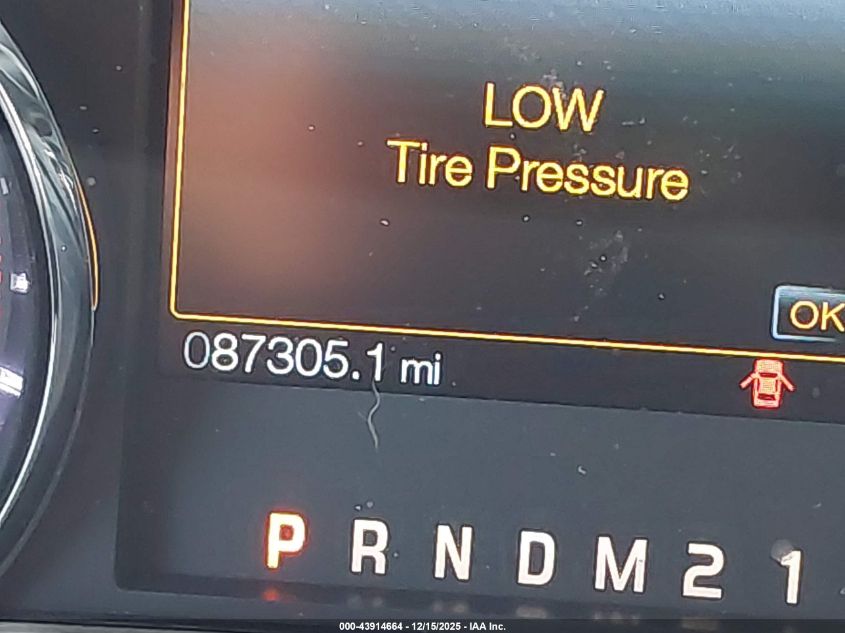 LOW
Tire Pressure
OK
087305.1 mi
P R N D M 2 1
000-43914664 - 12/15/2025 - IAA Inc.